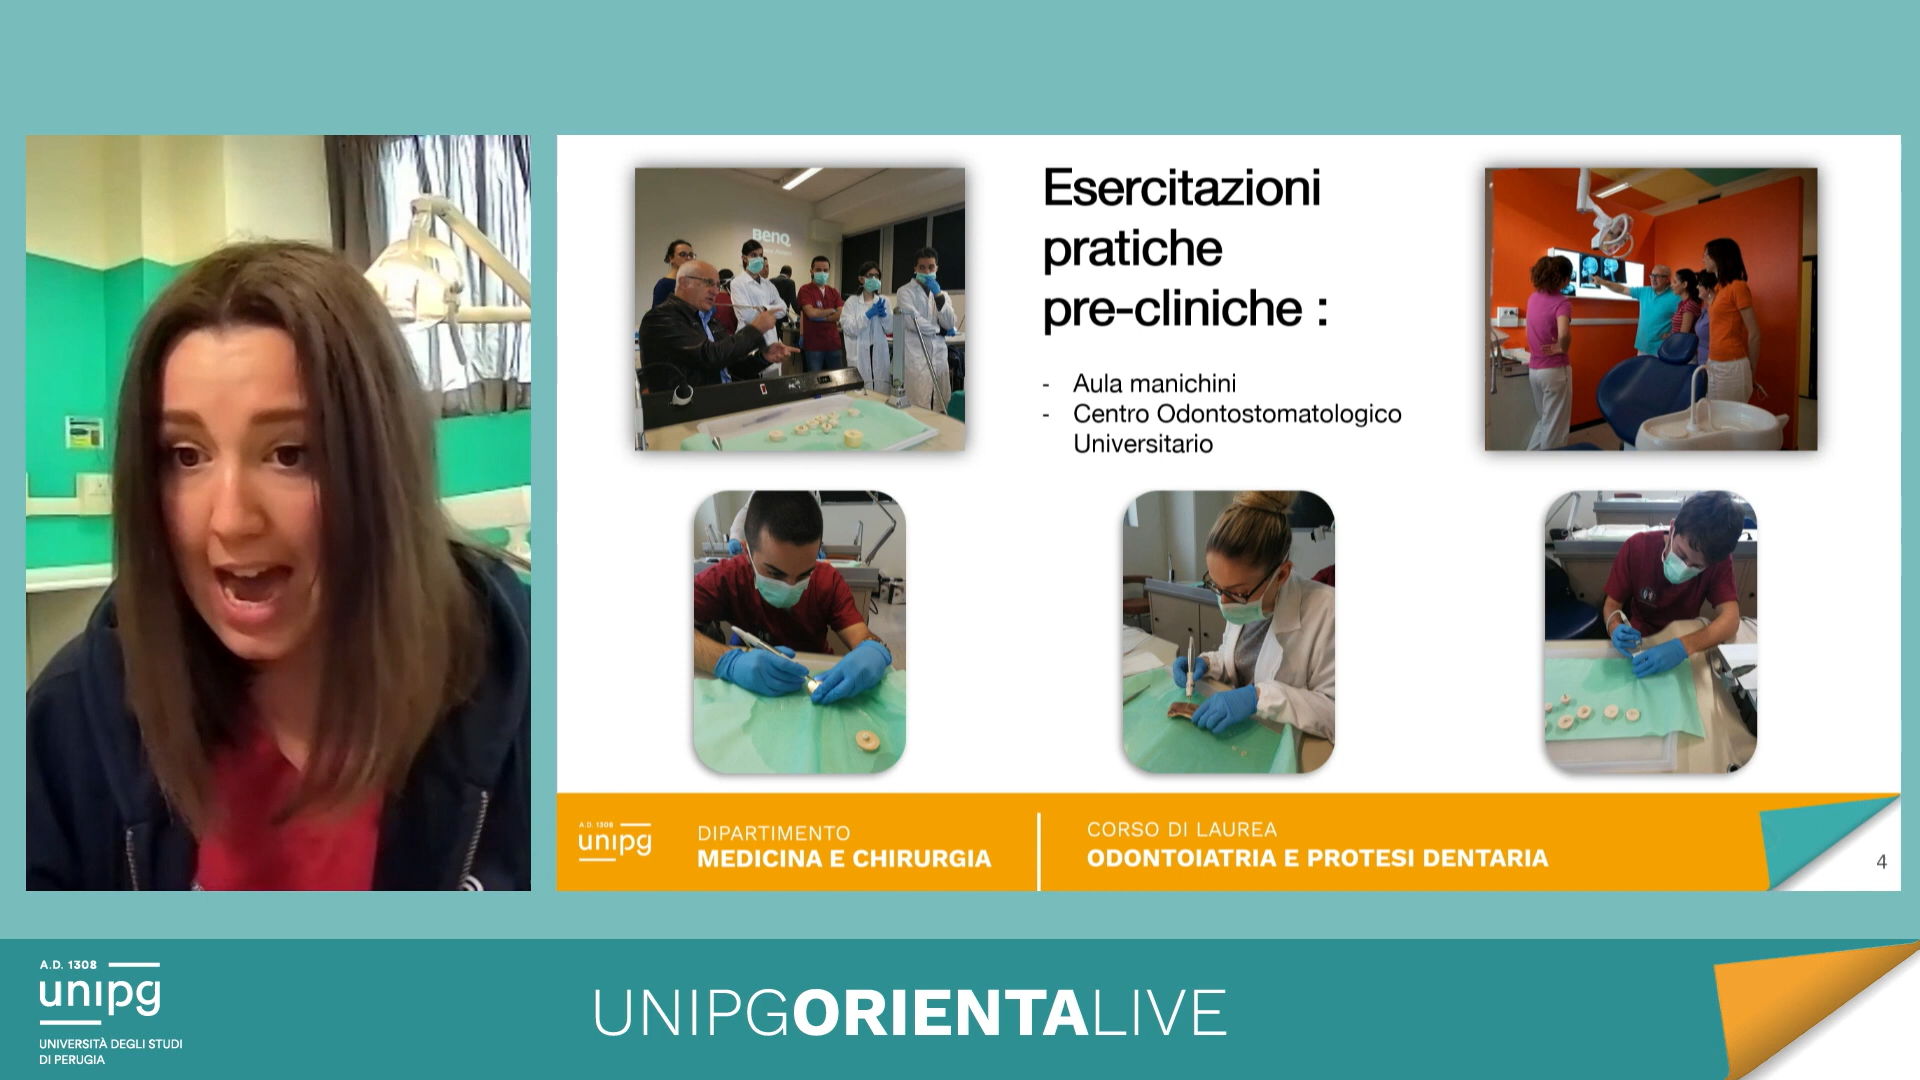 BenQ
Esercitazioni
pratiche
pre-cliniche :
- Aula manichini
- Centro Odontostomatologico
Universitario
A.D. 1308
unipg
DIPARTIMENTO
MEDICINA E CHIRURGIA
CORSO DI LAUREA
ODONTOIATRIA E PROTESI DENTARIA
4
A.D. 1308
unipg
UNIVERSITÀ DEGLI STUDI
DI PERUGIA
UNIPGORIENTALIVE